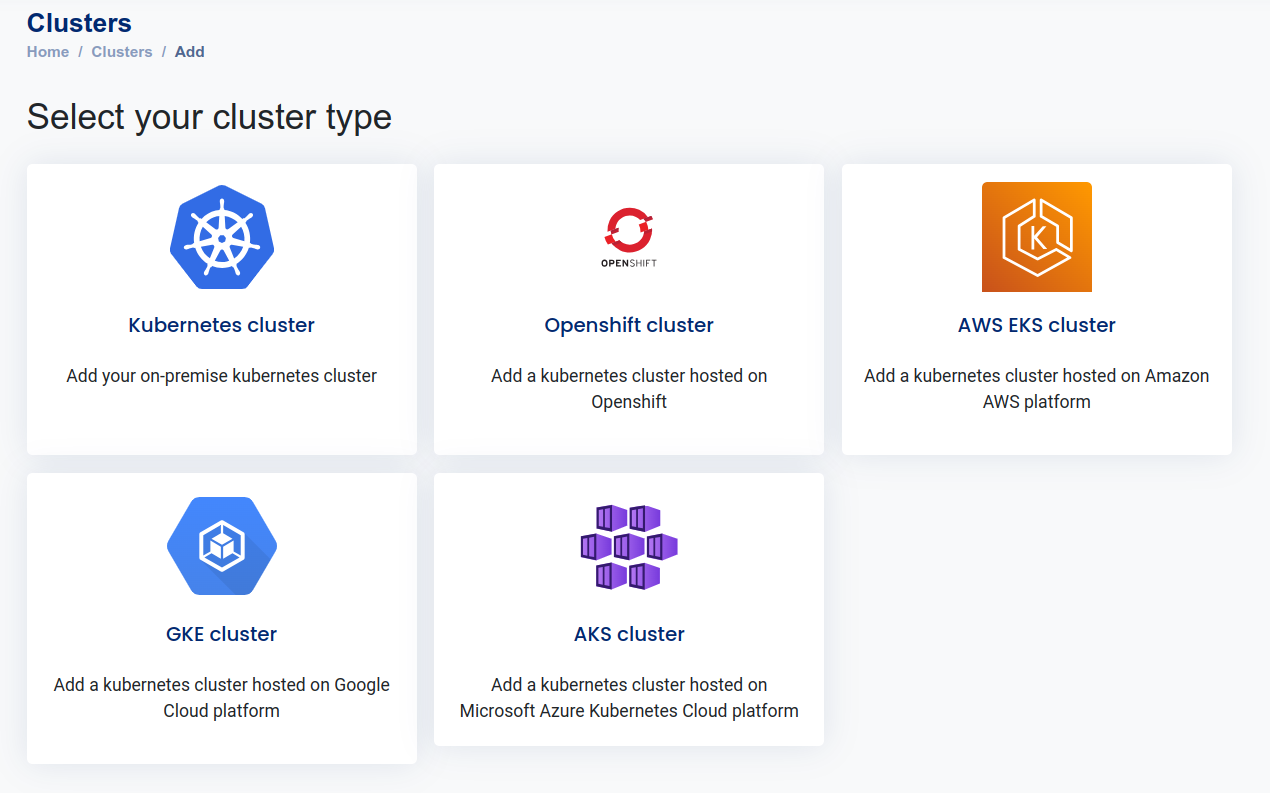 Clusters
Home / Clusters / Add
Select your cluster type
OPENSHIFT
K
Kubernetes cluster
Openshift cluster
AWS EKS cluster
Add your on-premise kubernetes cluster
Add a kubernetes cluster hosted on
Openshift
Add a kubernetes cluster hosted on Amazon
AWS platform
GKE cluster
AKS cluster
Add a kubernetes cluster hosted on Google
Cloud platform
Add a kubernetes cluster hosted on
Microsoft Azure Kubernetes Cloud platform